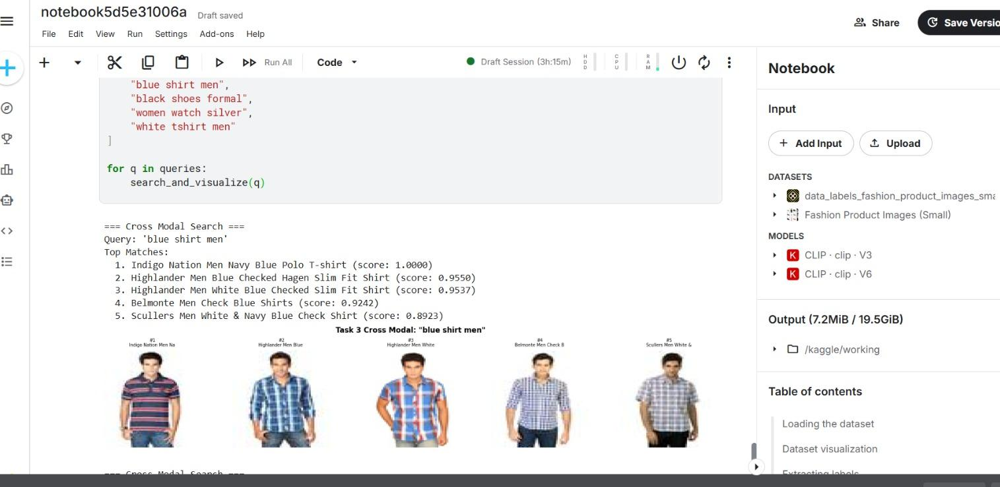 notebook5d5e31006a Draft saved
File Edit View Run Settings Add-ons Help
Share
Save Versio
Run All
Code
Draft Session (3h:15m)
HDD
CPU
RAM
"blue shirt men",
"black shoes formal",
"women watch silver",
"white tshirt men"
]
for q in queries:
search_and_visualize(q)
=== Cross Modal Search ===
Query: 'blue shirt men'
Top Matches:
1. Indigo Nation Men Navy Blue Polo T-shirt (score: 1.0000)
2. Highlander Men Blue Checked Hagen Slim Fit Shirt (score: 0.9550)
3. Highlander Men White Blue Checked Slim Fit Shirt (score: 0.9537)
4. Belmonte Men Check Blue Shirts (score: 0.9242)
5. Scullers Men White & Navy Blue Check Shirt (score: 0.8923)
Task 3 Cross Modal: "blue shirt men"
#1
Indigo Nation Men Na
#2
Highlander Men Blue
#3
Highlander Men White
#4
Belmonte Men Check B
#5
Scullers Men White &
=== Cross Modal Search ===
Notebook
Input
Add Input
Upload
DATASETS
data_labels_fashion_product_images_sma
Fashion Product Images (Small)
MODELS
K CLIP · clip · V3
K CLIP · clip · V6
Output (7.2MiB / 19.5GiB)
/kaggle/working
Table of contents
Loading the dataset
Dataset visualization
Extracting labels